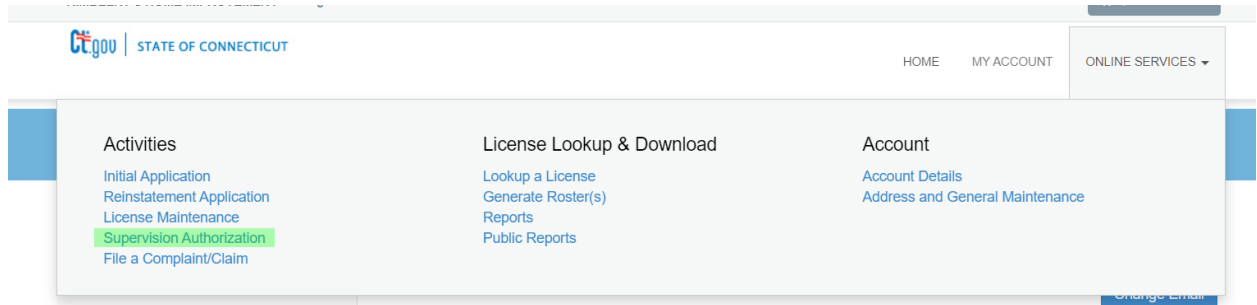 CT.gov | STATE OF CONNECTICUT
HOME MY ACCOUNT ONLINE SERVICES
Activities
Initial Application
Reinstatement Application
License Maintenance
Supervision Authorization
File a Complaint/Claim
License Lookup & Download
Lookup a License
Generate Roster(s)
Reports
Public Reports
Account
Account Details
Address and General Maintenance
Change Email